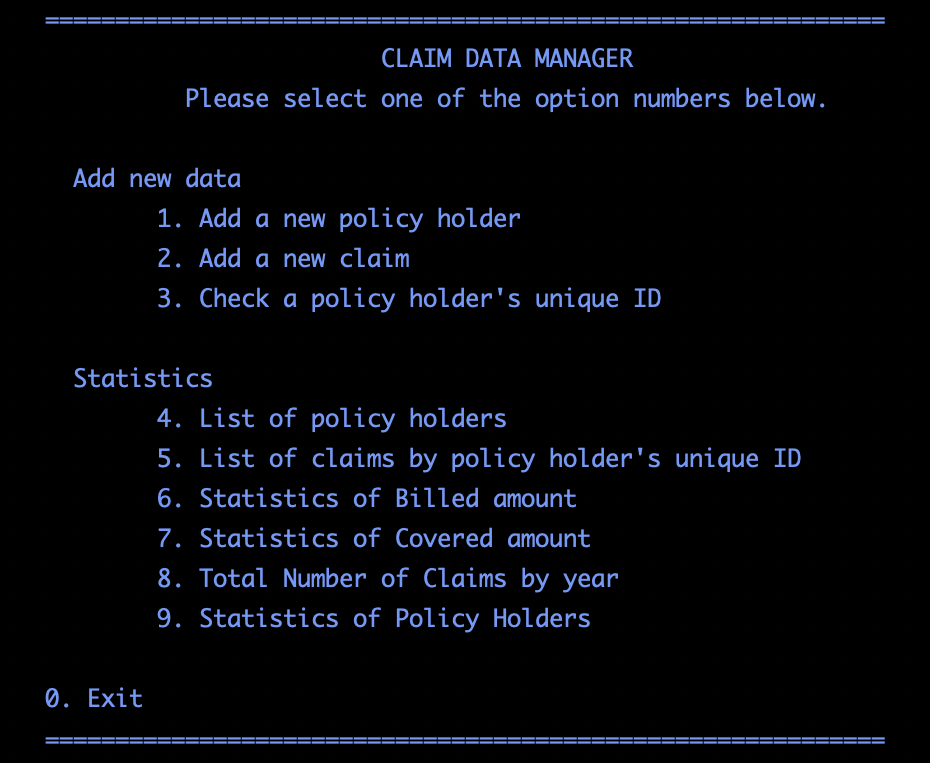 ============================================================
CLAIM DATA MANAGER
Please select one of the option numbers below.
Add new data
1. Add a new policy holder
2. Add a new claim
3. Check a policy holder's unique ID
Statistics
4. List of policy holders
5. List of claims by policy holder's unique ID
6. Statistics of Billed amount
7. Statistics of Covered amount
8. Total Number of Claims by year
9. Statistics of Policy Holders
0. Exit
============================================================